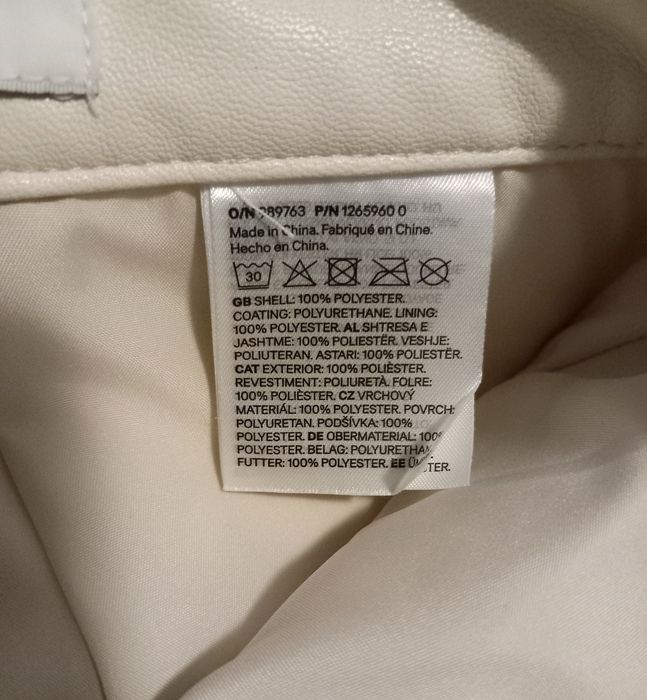 O/N 989763 P/N 1265960 0
Made in China. Fabriqué en Chine.
Hecho en China.
30
GB SHELL: 100% POLYESTER.
COATING: POLYURETHANE. LINING:
100% POLYESTER. AL SHTRESA E
JASHTME: 100% POLIESTËR. VESHJE:
POLIUTERAN. ASTARI: 100% POLIESTËR.
CAT EXTERIOR: 100% POLIÈSTER.
REVESTIMENT: POLIURETÀ. FOLRE:
100% POLIÈSTER. CZ VRCHOVÝ
MATERIÁL: 100% POLYESTER. POVRCH:
POLYURETAN. PODŠÍVKA: 100%
POLYESTER. DE OBERMATERIAL: 100%
POLYESTER. BELAG: POLYURETHAN.
FUTTER: 100% POLYESTER. EE